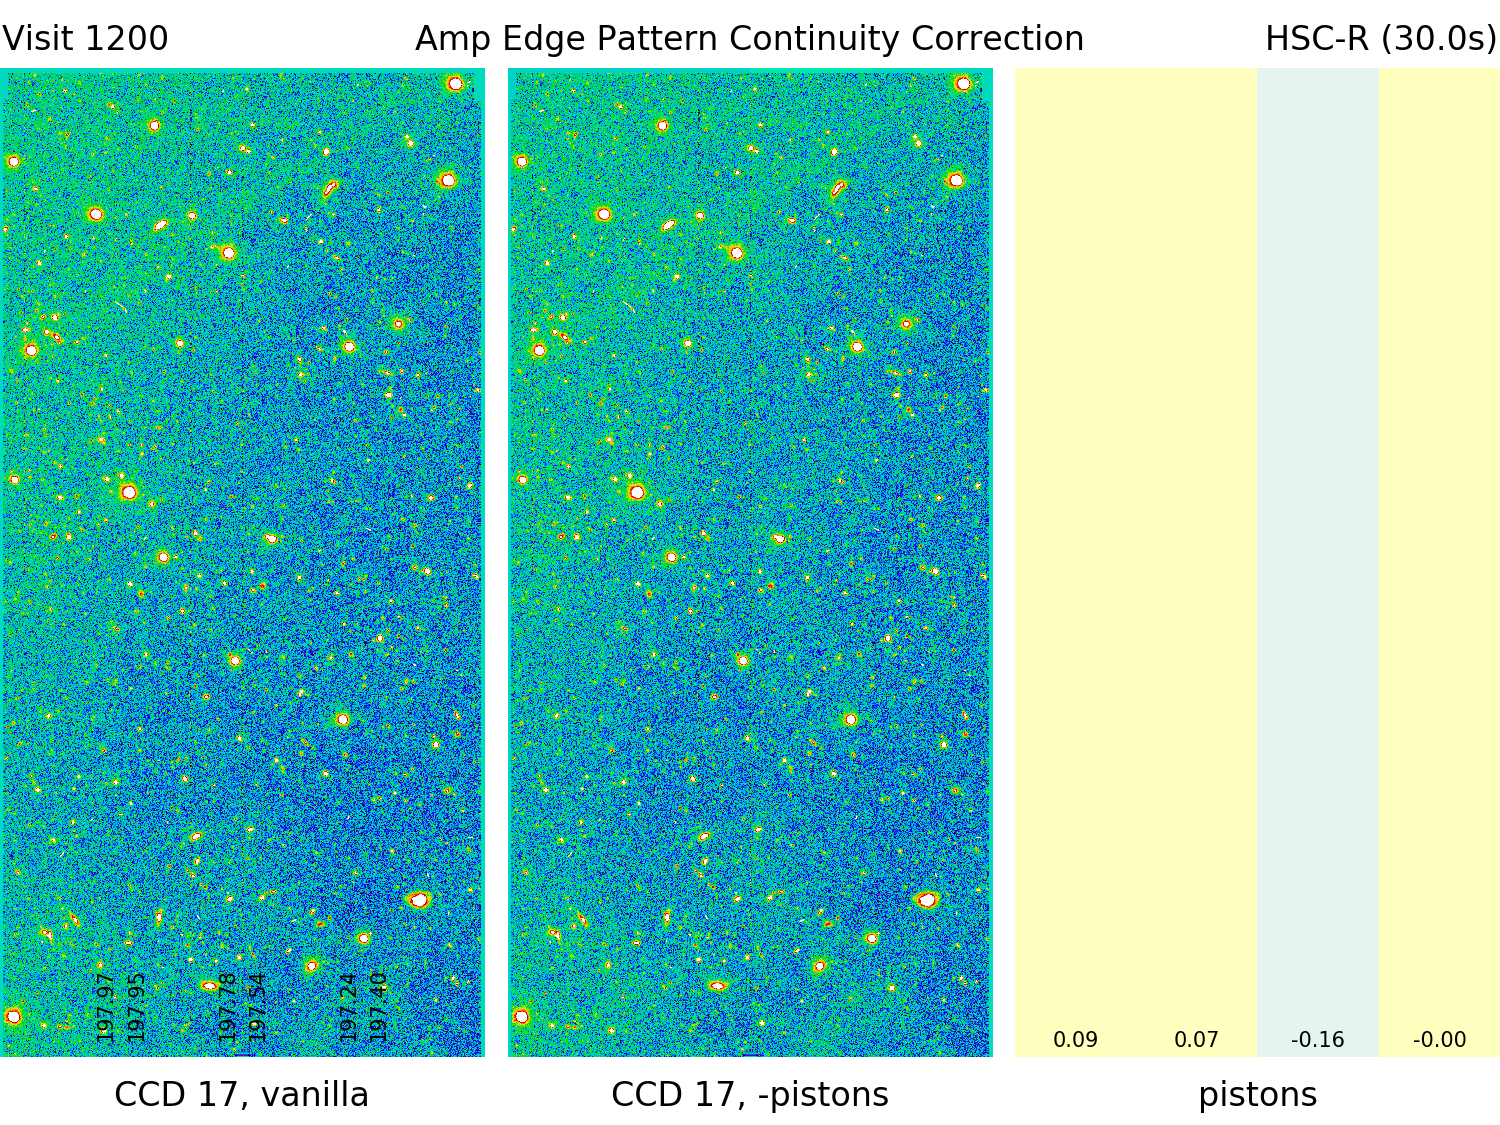 Visit 1200 Amp Edge Pattern Continuity Correction HSC-R (30.0s)
197.97
197.95
197.78
197.54
197.24
197.40
0.09 0.07 -0.16 -0.00
CCD 17, vanilla CCD 17, -pistons pistons